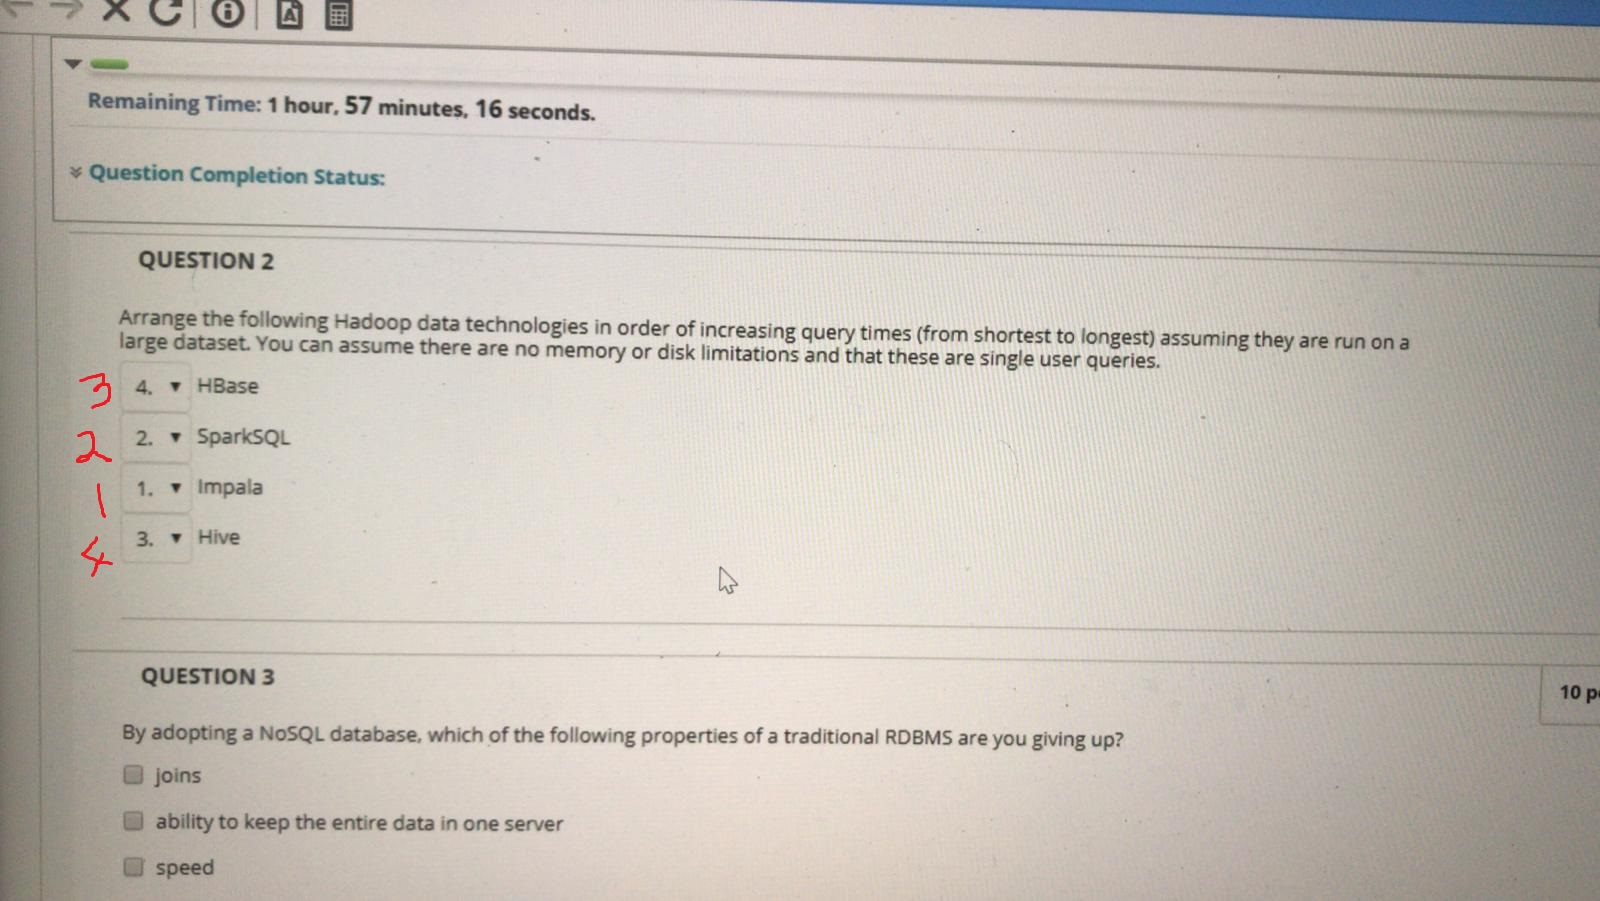 Remaining Time: 1 hour, 57 minutes, 16 seconds.
Question Completion Status:
QUESTION 2
Arrange the following Hadoop data technologies in order of increasing query times (from shortest to longest) assuming they are run on a
large dataset. You can assume there are no memory or disk limitations and that these are single user queries.
3 4. HBase
2 2. SparkSQL
1 1. Impala
4 3. Hive
QUESTION 3
10 p
By adopting a NoSQL database, which of the following properties of a traditional RDBMS are you giving up?
joins
ability to keep the entire data in one server
speed